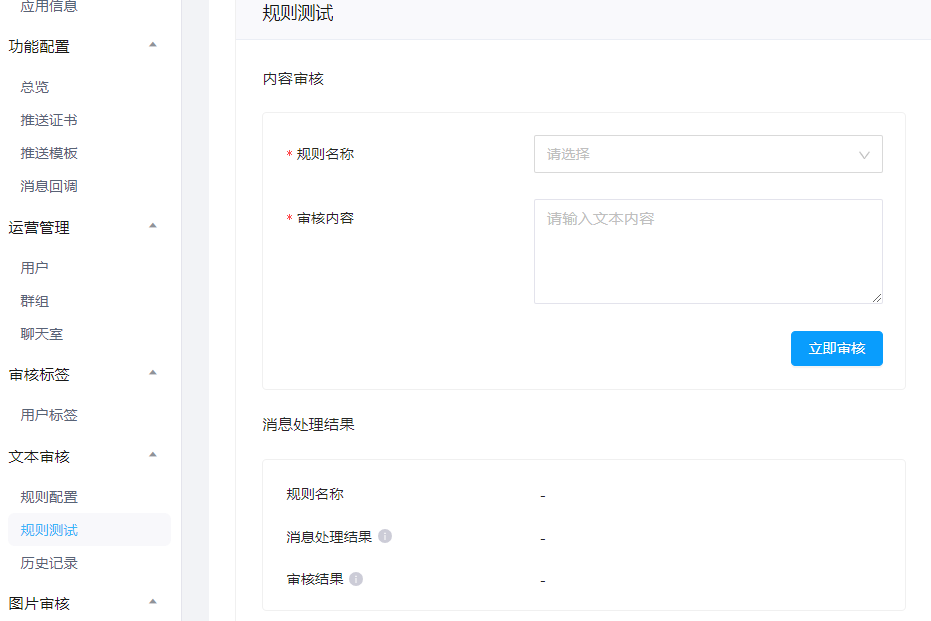 应用信息
功能配置
总览
推送证书
推送模板
消息回调
运营管理
用户
群组
聊天室
审核标签
用户标签
文本审核
规则配置
规则测试
历史记录
图片审核
规则测试
内容审核
* 规则名称
请选择
* 审核内容
请输入文本内容
立即审核
消息处理结果
规则名称 -
消息处理结果 -
审核结果 -